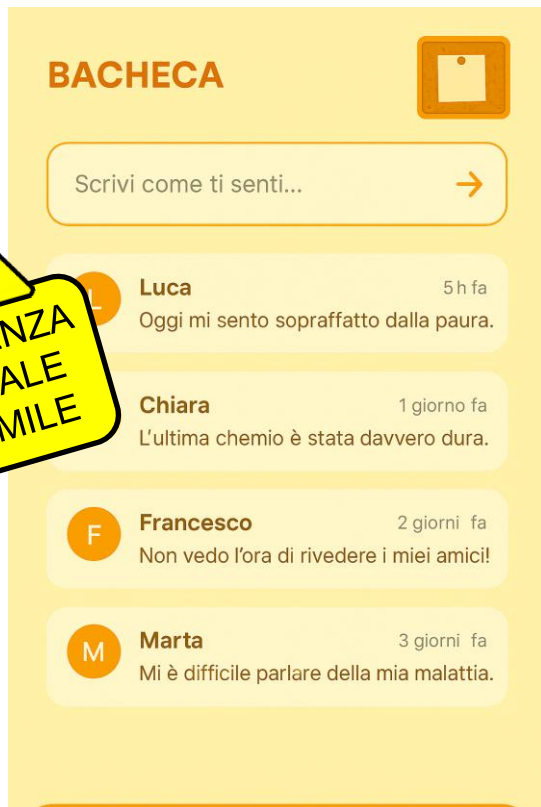 BACHECA
Scrivi come ti senti...
L
Luca
5 h fa
Oggi mi sento sopraffatto dalla paura.
Chiara
1 giorno fa
L'ultima chemio è stata davvero dura.
F
Francesco
2 giorni fa
Non vedo l'ora di rivedere i miei amici!
M
Marta
3 giorni fa
Mi è difficile parlare della mia malattia.